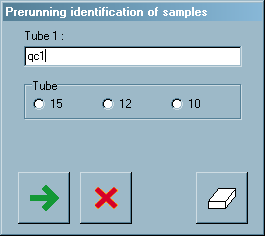 Prerunning identification of samples
Tube 1 :
qc1
Tube
15 12 10